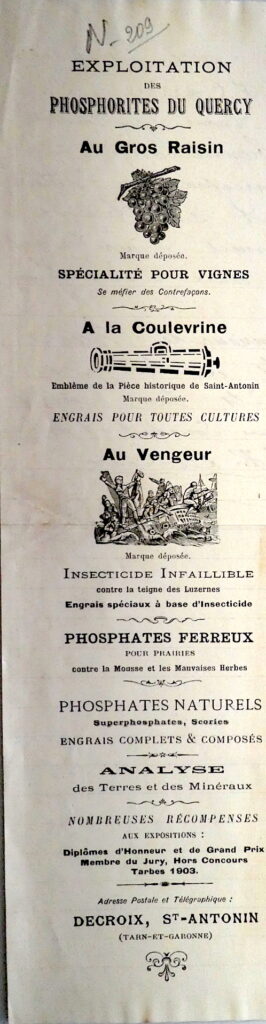 N- 209
EXPLOITATION
DES
PHOSPHORITES DU QUERCY
Au Gros Raisin
Marque déposée.
SPÉCIALITÉ POUR VIGNES
Se méfier des Contrefaçons.
A la Coulevrine
Emblême de la Pièce historique de Saint-Antonin
Marque déposée.
ENGRAIS POUR TOUTES CULTURES
Au Vengeur
Marque déposée.
INSECTICIDE INFAILLIBLE
contre la teigne des Luzernes
Engrais spéciaux à base d'Insecticide
PHOSPHATES FERREUX
POUR PRAIRIES
contre la Mousse et les Mauvaises Herbes
PHOSPHATES NATURELS
Superphosphates, Scories
ENGRAIS COMPLETS & COMPOSÉS
ANALYSE
des Terres et des Minéraux
NOMBREUSES RÉCOMPENSES
AUX EXPOSITIONS :
Diplômes d'Honneur et de Grand Prix
Membre du Jury, Hors Concours
Tarbes 1903.
Adresse Postale et Télégraphique :
DECROIX, ST-ANTONIN
(TARN-ET-GARONNE)